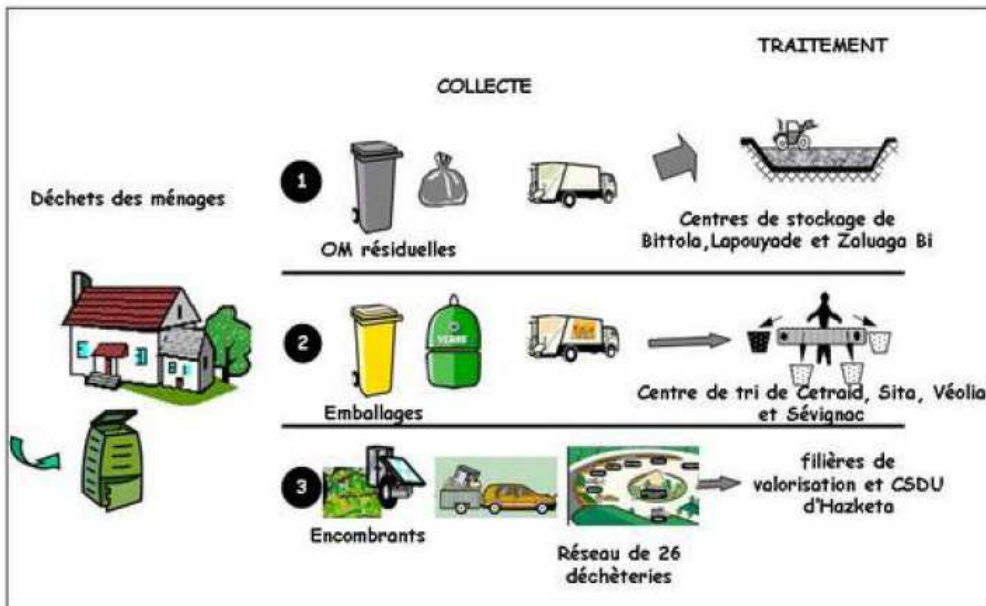 TRAITEMENT
COLLECTE
Déchets des ménages
1
OM résiduelles
Centres de stockage de
Bittola,Lapouyade et Zaluaga Bi
2
VERRE
Emballages
Centre de tri de Cetraid, Sita, Véolia
et Sévignac
3
Encombrants
Réseau de 26
déchèteries
filières de
valorisation et CSDU
d'Hazketa